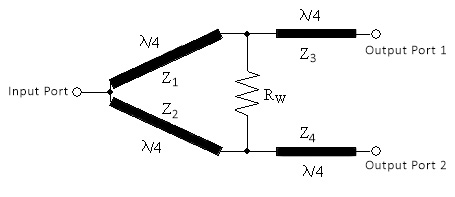 λ/4
λ/4
Z1
Z3
Output Port 1
Input Port
RW
Z2
Z4
λ/4
λ/4
Output Port 2